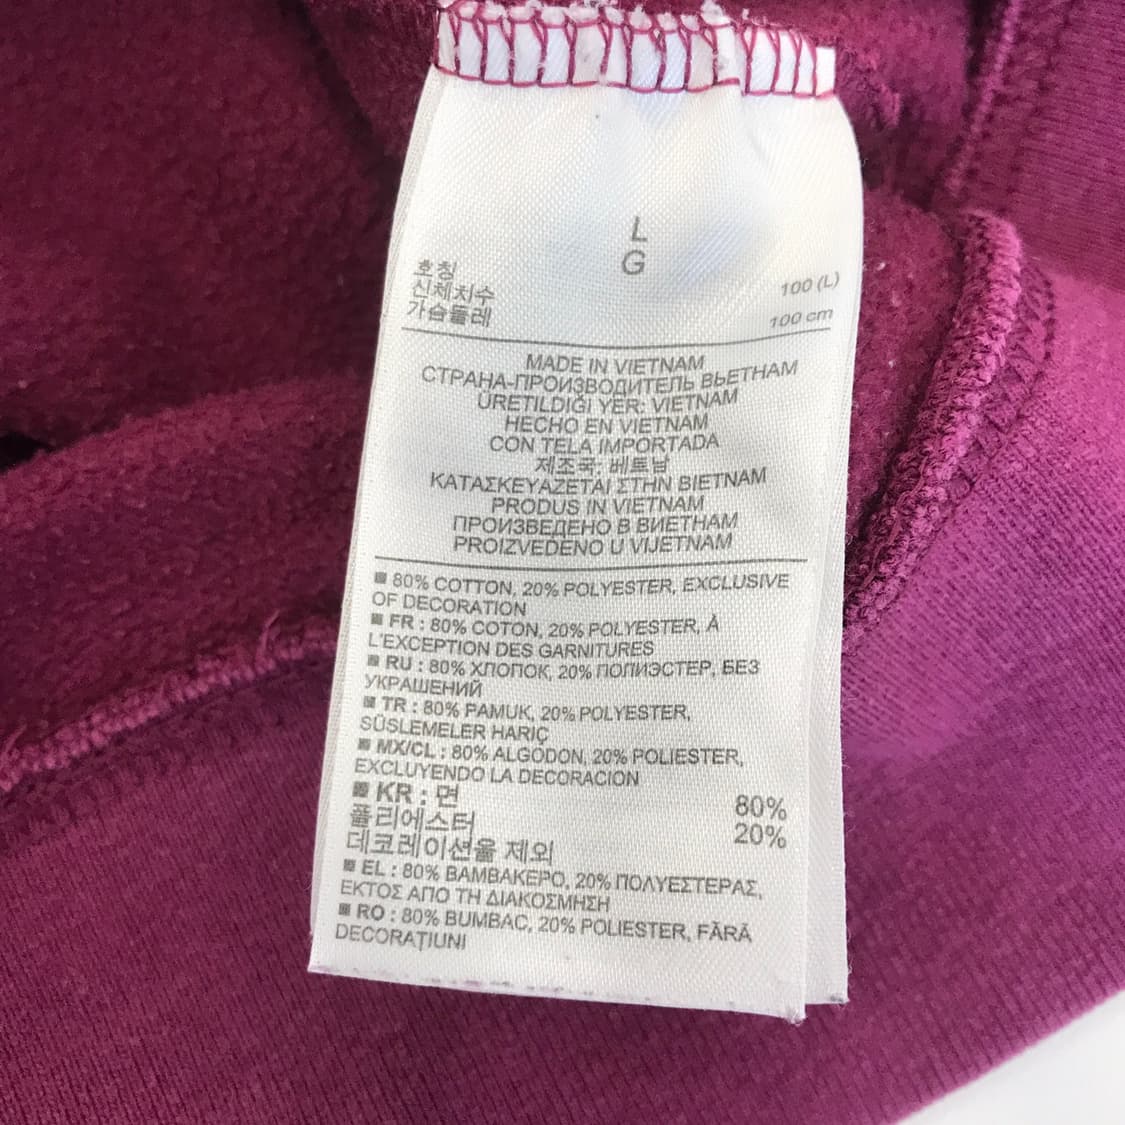 L
G
호칭 100 (L)
신체치수
가슴둘레 100 cm
MADE IN VIETNAM
СТРАНА-ПРОИЗВОДИТЕЛЬ ВЬЕТНАМ
ÜRETILDIĞI YER: VIETNAM
HECHO EN VIETNAM
CON TELA IMPORTADA
제조국: 베트남
ΚΑΤΑΣΚΕΥΑΖΕΤΑΙ ΣΤΗΝ ΒΙΕΤΝΑΜ
PRODUS IN VIETNAM
ПРОИЗВЕДЕНО В ВИЕТНАМ
PROIZVEDENO U VIJETNAM
80% COTTON, 20% POLYESTER, EXCLUSIVE
OF DECORATION
FR : 80% COTON, 20% POLYESTER, À
L'EXCEPTION DES GARNITURES
RU : 80% ХЛОПОК, 20% ПОЛИЭСТЕР, БЕЗ
УКРАШЕНИЙ
TR : 80% PAMUK, 20% POLYESTER,
SÜSLEMELER HARIÇ
MX/CL : 80% ALGODON, 20% POLIESTER,
EXCLUYENDO LA DECORACION
KR : 면 80%
폴리에스터 20%
데코레이션을 제외
EL : 80% ΒΑΜΒΑΚΕΡΟ, 20% ΠΟΛΥΕΣΤΕΡΑΣ,
ΕΚΤΟΣ ΑΠΟ ΤΗ ΔΙΑΚΟΣΜΗΣΗ
RO : 80% BUMBAC, 20% POLIESTER, FĂRĂ
DECORAȚIUNI